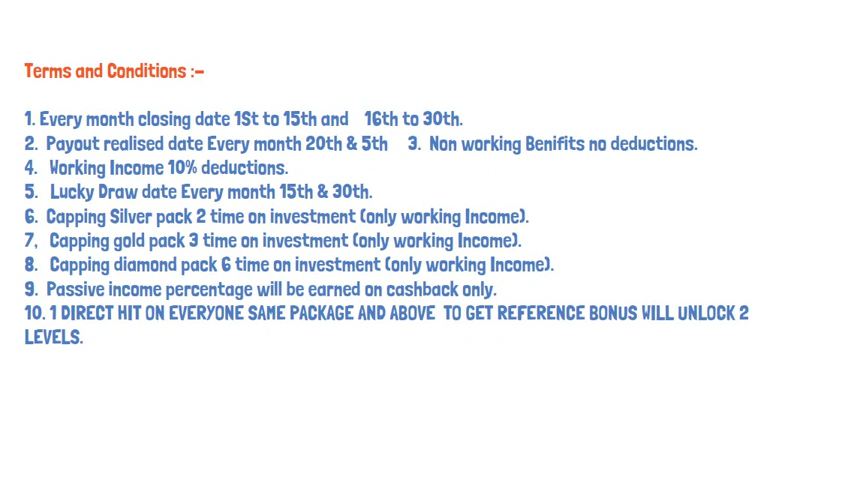 Terms and Conditions :-
1. Every month closing date 1St to 15th and 16th to 30th.
2. Payout realised date Every month 20th & 5th 3. Non working Benifits no deductions.
4. Working Income 10% deductions.
5. Lucky Draw date Every month 15th & 30th.
6. Capping Silver pack 2 time on investment (only working Income).
7, Capping gold pack 3 time on investment (only working Income).
8. Capping diamond pack 6 time on investment (only working Income).
9. Passive income percentage will be earned on cashback only.
10. 1 DIRECT HIT ON EVERYONE SAME PACKAGE AND ABOVE TO GET REFERENCE BONUS WILL UNLOCK 2
LEVELS.